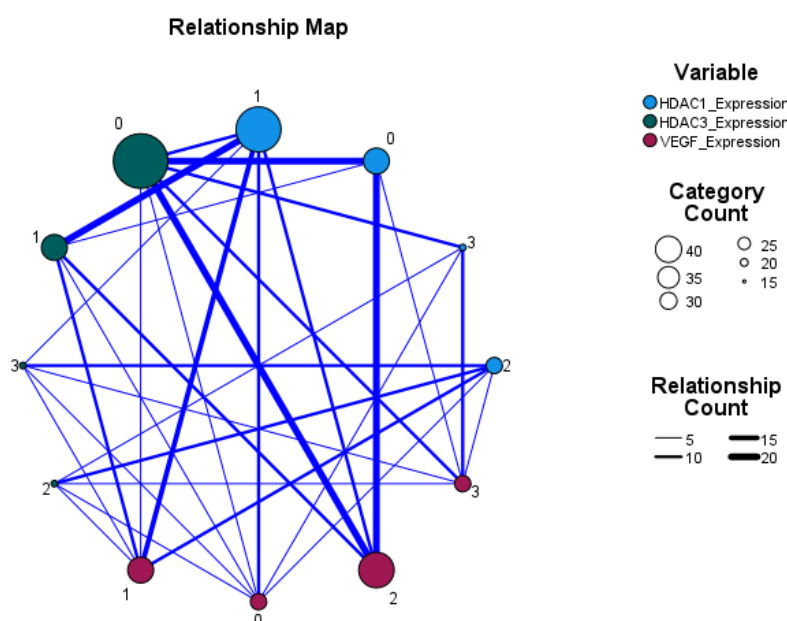 Relationship Map
Variable
HDAC1_Expression
HDAC3_Expression
VEGF_Expression
Category
Count
40 25
35 20
30 15
Relationship
Count
5 15
10 20
1
0
0
1
3
3
2
2
3
1
2
0